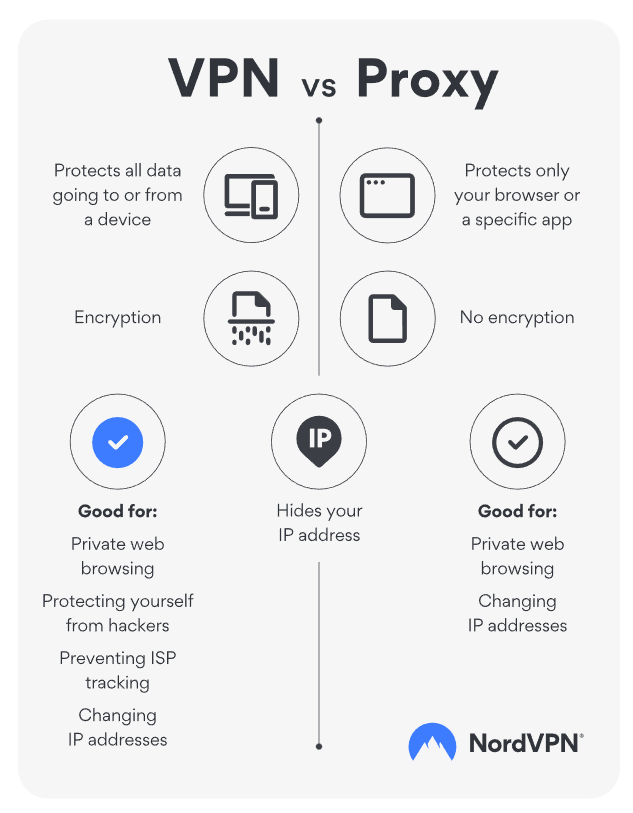 VPN vs Proxy
Protects all data
going to or from
a device
Protects only
your browser or
a specific app
Encryption
No encryption
IP
Good for:
Private web
browsing
Protecting yourself
from hackers
Preventing ISP
tracking
Changing
IP addresses
Hides your
IP address
Good for:
Private web
browsing
Changing
IP addresses
NordVPN®